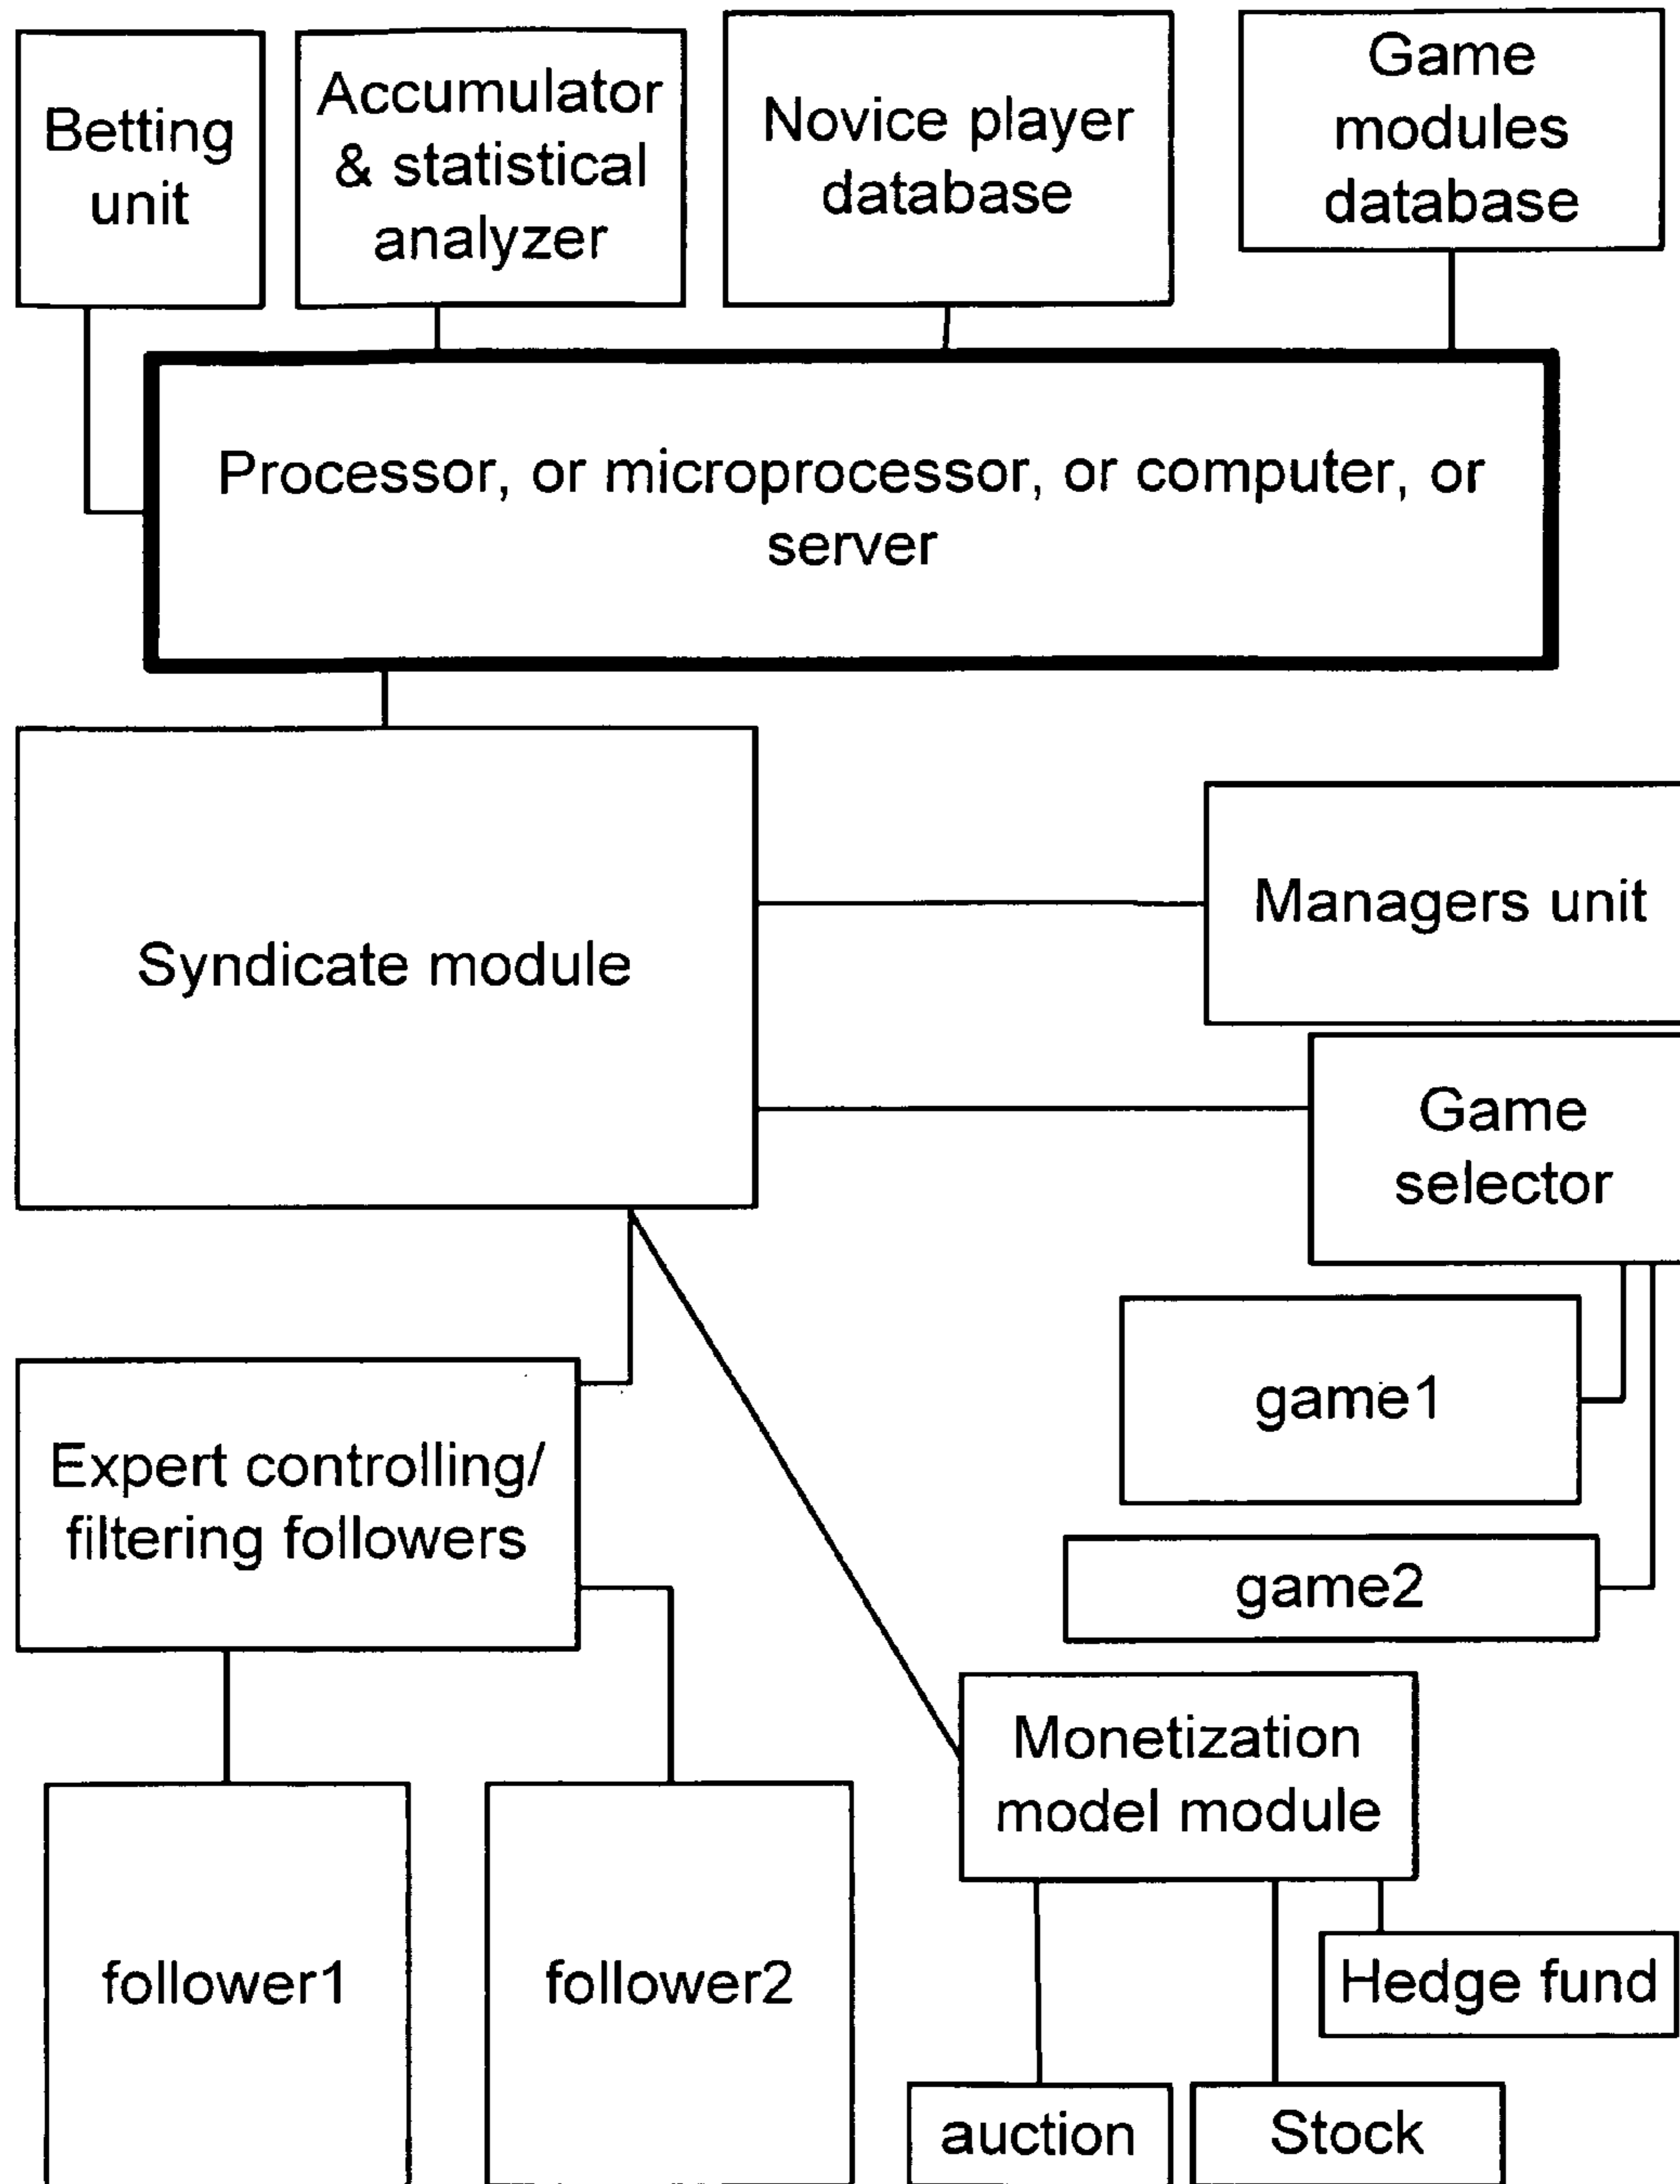 Betting
unit
Accumulator
& statistical
analyzer
Novice player
database
Game
modules
database
Processor, or microprocessor, or computer, or
server
Syndicate module
Managers unit
Game
selector
game1
game2
Expert controlling/
filtering followers
Monetization
model module
follower1
follower2
Hedge fund
auction
Stock